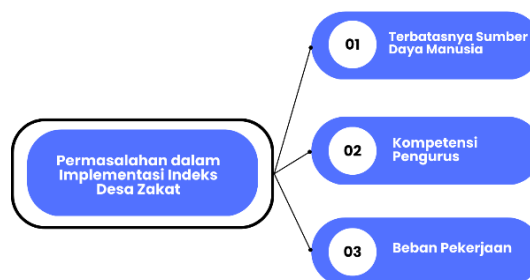 Permasalahan dalam
Implementasi Indeks
Desa Zakat
01
Terbatasnya Sumber
Daya Manusia
02
Kompetensi
Pengurus
03
Beban Pekerjaan